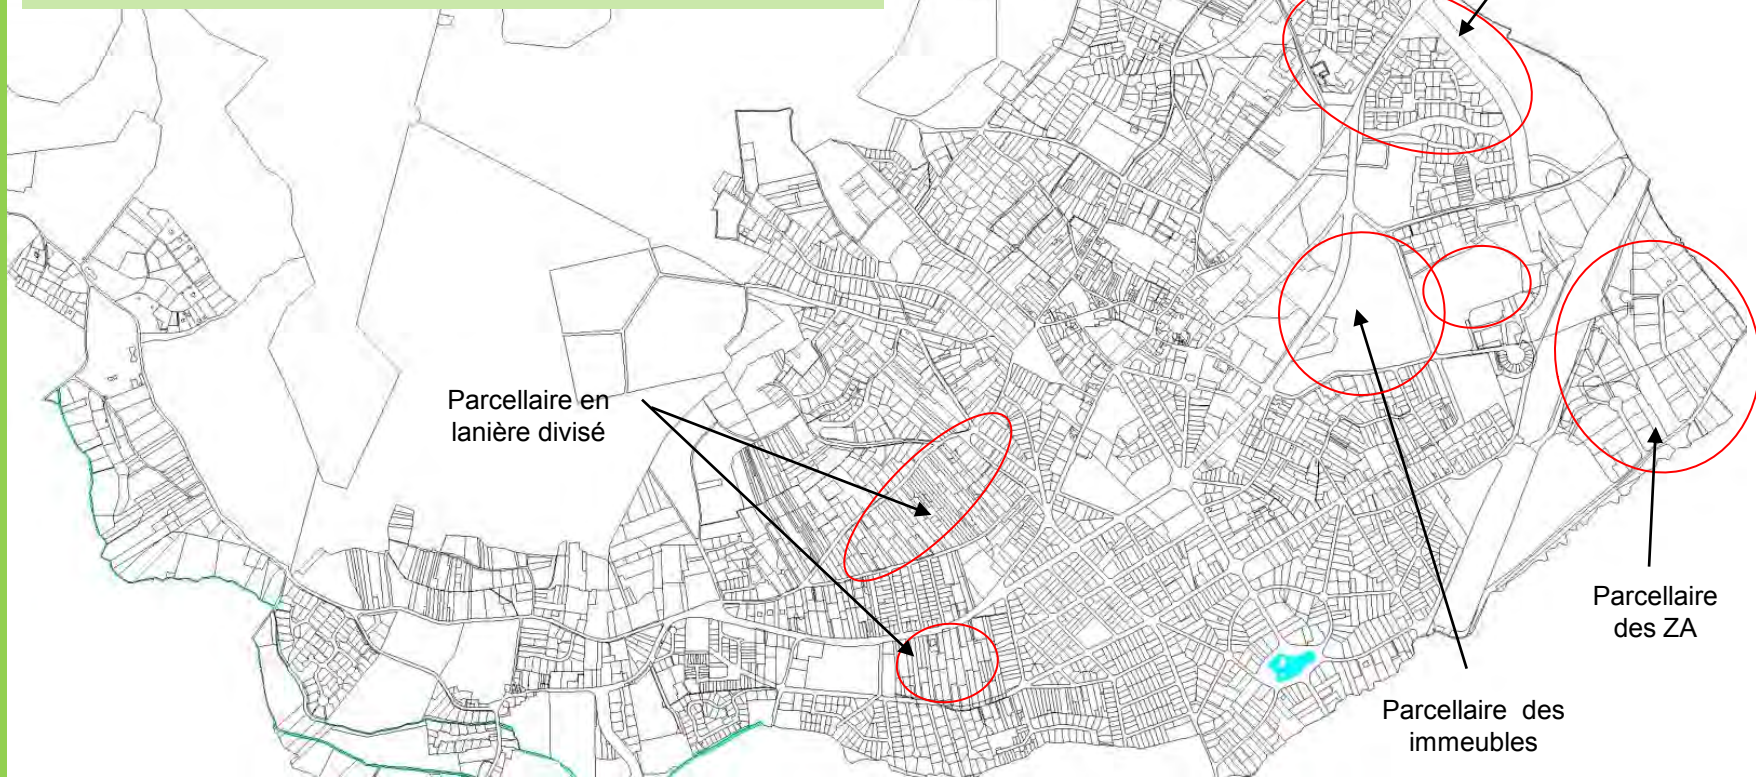 Parcellaire en
lanière divisé
Parcellaire
des ZA
Parcellaire des
immeubles